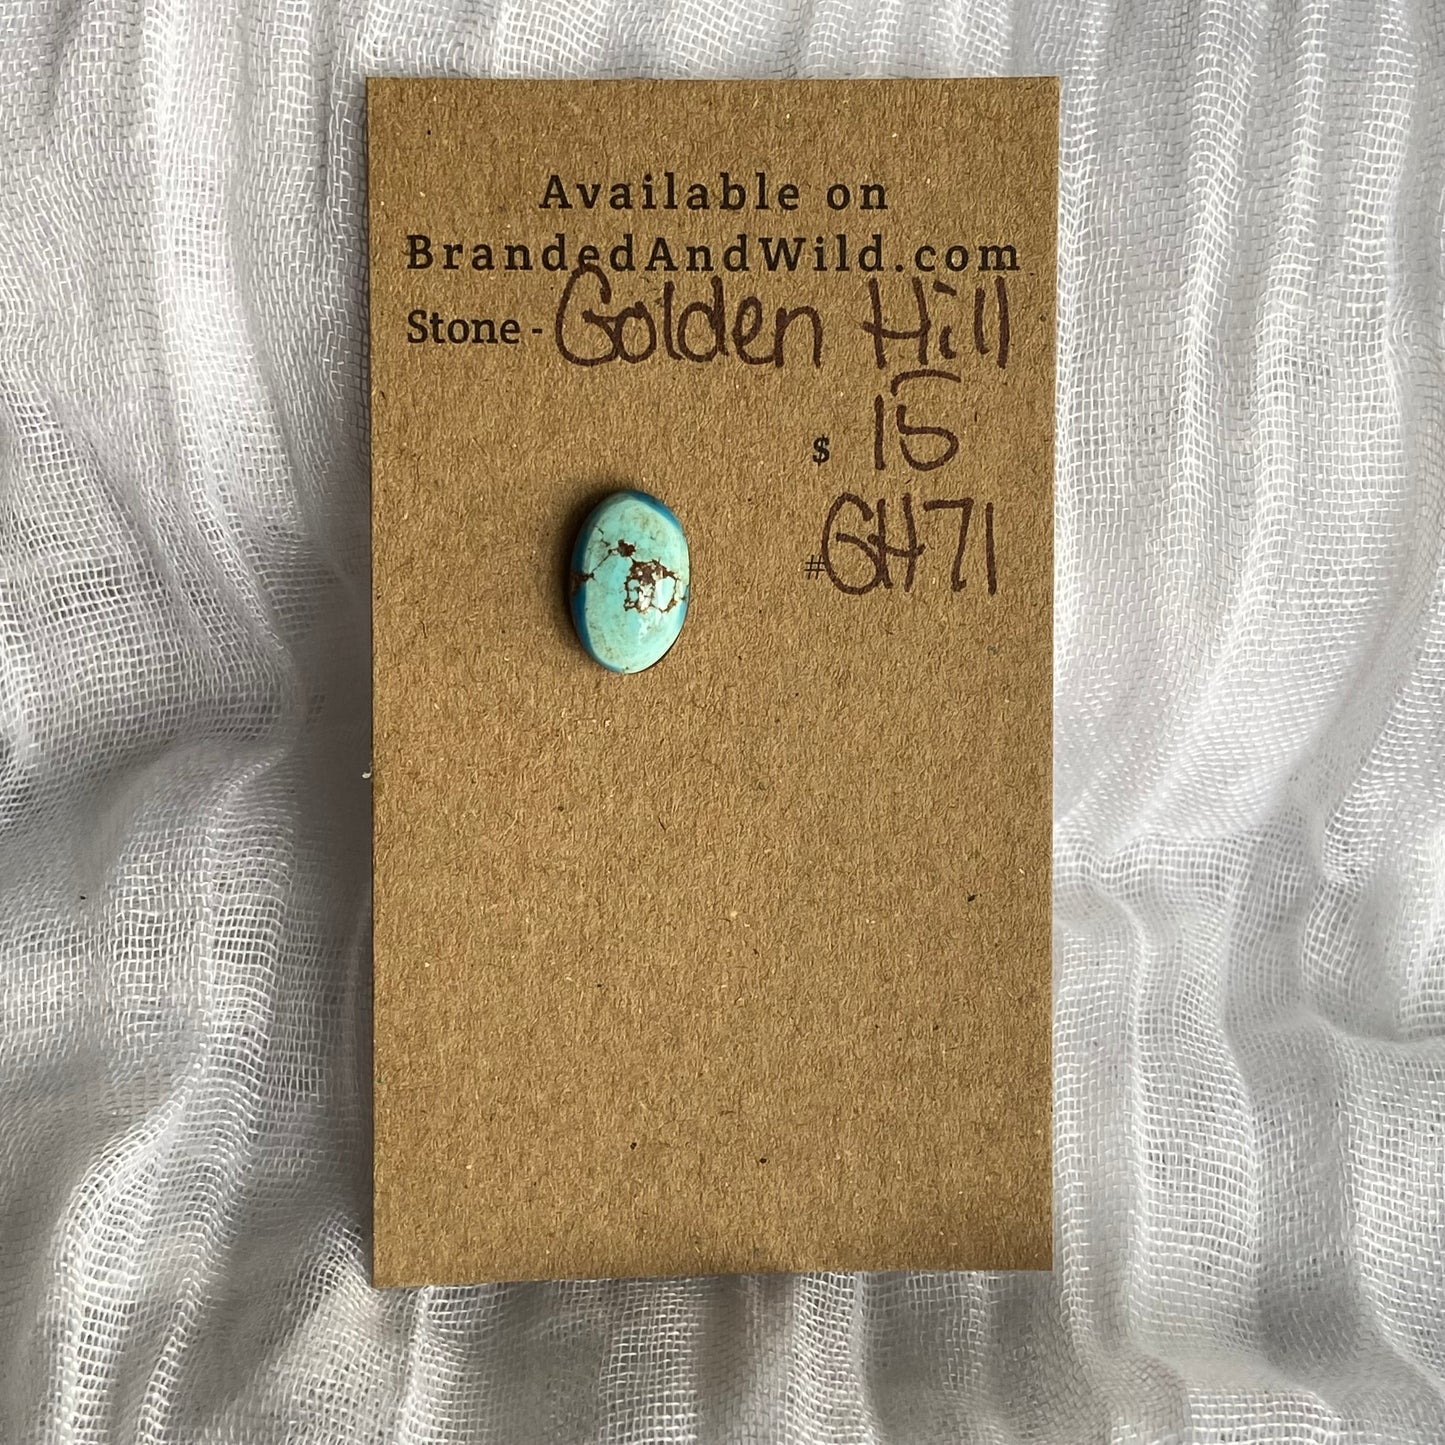 Available on
BrandedAndWild.com
Stone - Golden Hill
$ 15
#GH71